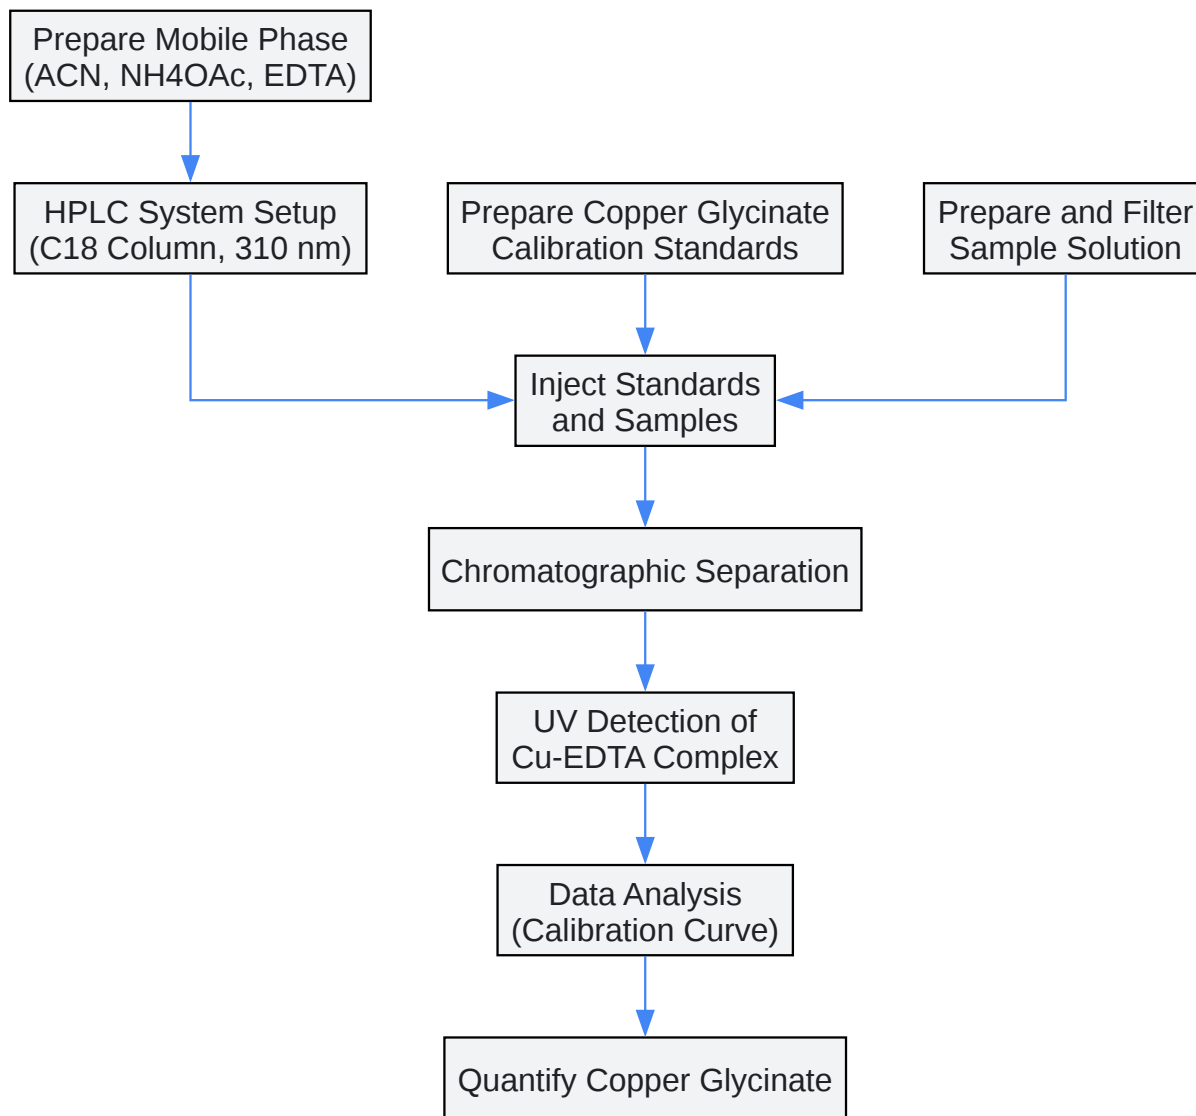 Prepare Mobile Phase
(ACN, NH4OAc, EDTA)
HPLC System Setup
(C18 Column, 310 nm)
Prepare Copper Glycinate
Calibration Standards
Prepare and Filter
Sample Solution
Inject Standards
and Samples
Chromatographic Separation
UV Detection of
Cu-EDTA Complex
Data Analysis
(Calibration Curve)
Quantify Copper Glycinate